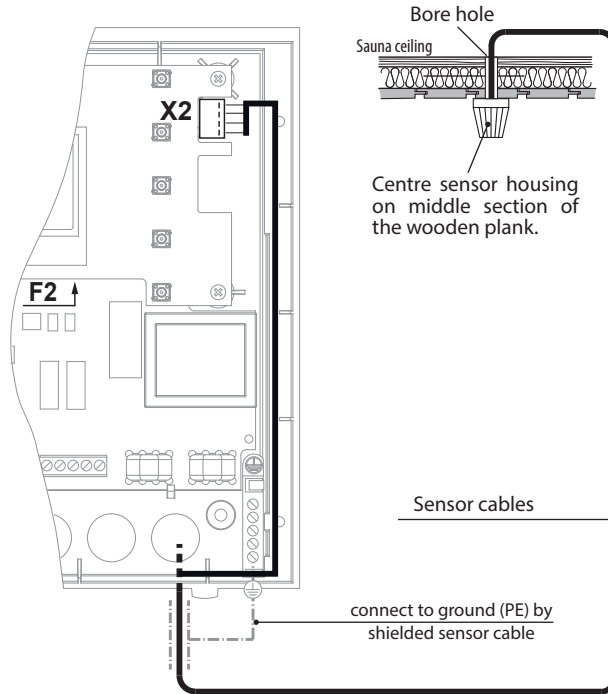 Bore hole
Sauna ceiling
X2
Centre sensor housing
on middle section of
the wooden plank.
F2
Sensor cables
connect to ground (PE) by
shielded sensor cable